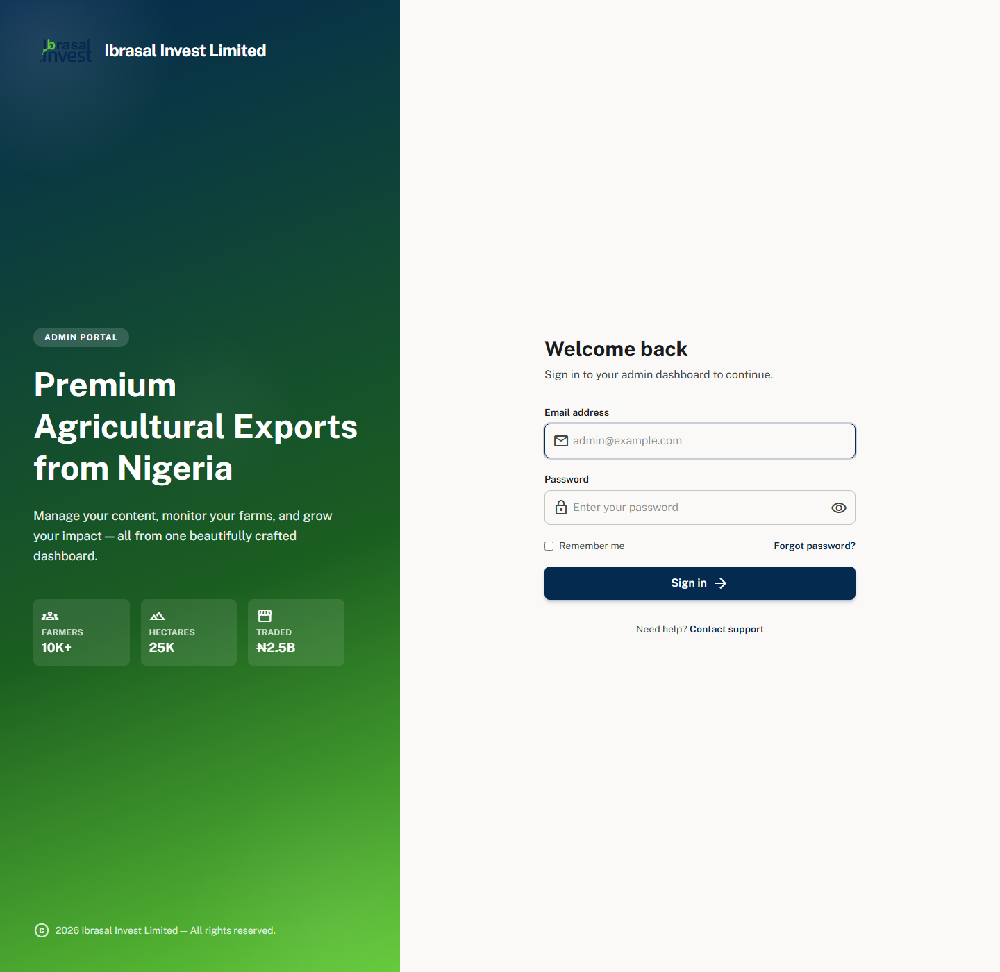 Ibrasal
Invest
Ibrasal Invest Limited
ADMIN PORTAL
Premium
Agricultural Exports
from Nigeria
Manage your content, monitor your farms, and grow
your impact — all from one beautifully crafted
dashboard.
FARMERS
10K+
HECTARES
25K
TRADED
₦2.5B
© 2026 Ibrasal Invest Limited — All rights reserved.
Welcome back
Sign in to your admin dashboard to continue.
Email address
admin@example.com
Password
Enter your password
Remember me
Forgot password?
Sign in
Need help? Contact support